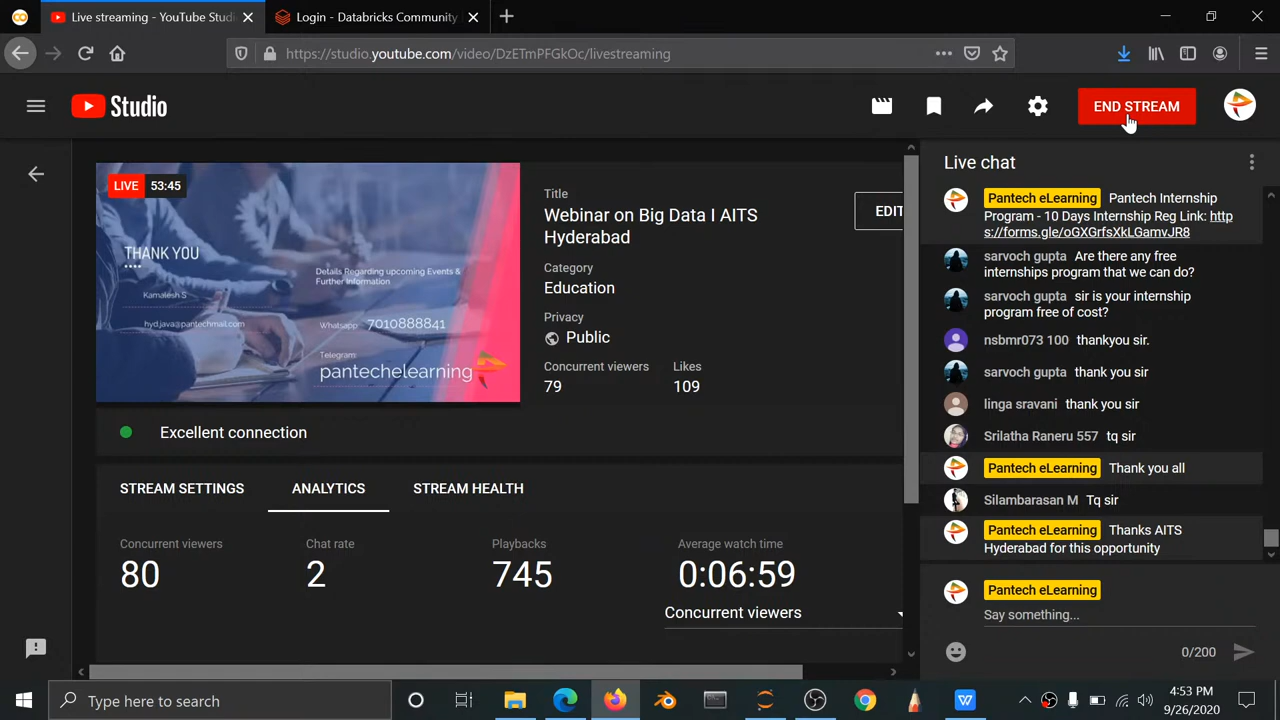 Live streaming - YouTube Studi
Login - Databricks Community
https://studio.youtube.com/video/DzETmPFGkOc/livestreaming
Studio
END STREAM
LIVE 53:45
THANK YOU
Kamalesh S
hyd.java@pantechmail.com
Details Regarding upcoming Events &
Further information
Whatsapp 7010888841
Telegram:
pantechelearning
Title
Webinar on Big Data I AITS
Hyderabad
EDIT
Category
Education
Privacy
Public
Concurrent viewers Likes
79 109
Excellent connection
STREAM SETTINGS ANALYTICS STREAM HEALTH
Concurrent viewers Chat rate Playbacks Average watch time
80 2 745 0:06:59
Concurrent viewers
Live chat
Pantech eLearning Pantech Internship
Program - 10 Days Internship Reg Link: http
s://forms.gle/oGXGrfsXkLGamvJR8
sarvoch gupta Are there any free
internships program that we can do?
sarvoch gupta sir is your internship
program free of cost?
nsbmr073 100 thankyou sir.
sarvoch gupta thank you sir
linga sravani thank you sir
Srilatha Raneru 557 tq sir
Pantech eLearning Thank you all
Silambarasan M Tq sir
Pantech eLearning Thanks AITS
Hyderabad for this opportunity
Pantech eLearning
Say something...
0/200
Type here to search
4:53 PM
9/26/2020